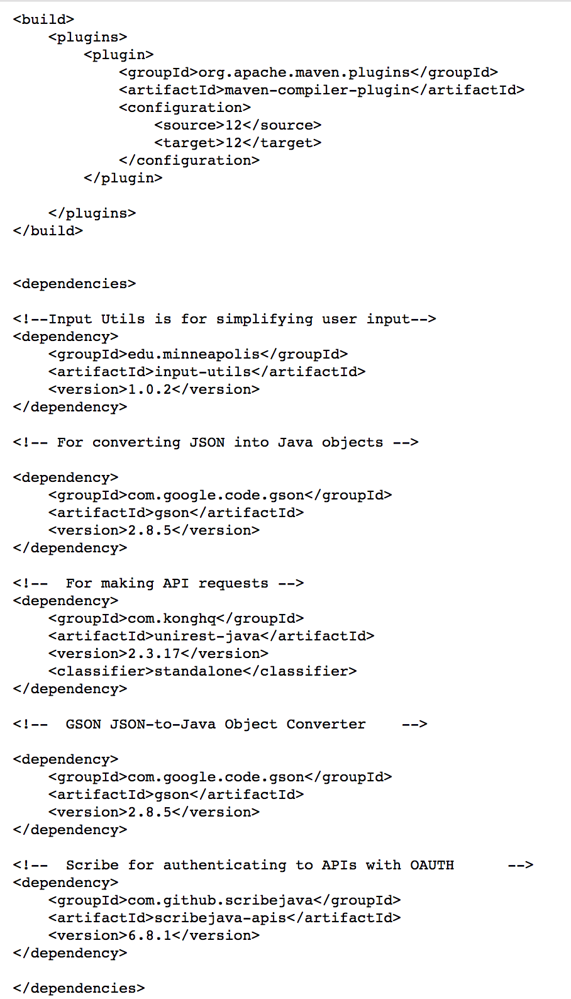 <build>
    <plugins>
        <plugin>
            <groupId>org.apache.maven.plugins</groupId>
            <artifactId>maven-compiler-plugin</artifactId>
            <configuration>
                <source>12</source>
                <target>12</target>
            </configuration>
        </plugin>

    </plugins>
</build>


<dependencies>

<!--Input Utils is for simplifying user input-->
<dependency>
    <groupId>edu.minneapolis</groupId>
    <artifactId>input-utils</artifactId>
    <version>1.0.2</version>
</dependency>

<!-- For converting JSON into Java objects -->

<dependency>
    <groupId>com.google.code.gson</groupId>
    <artifactId>gson</artifactId>
    <version>2.8.5</version>
</dependency>

<!--  For making API requests -->
<dependency>
    <groupId>com.konghq</groupId>
    <artifactId>unirest-java</artifactId>
    <version>2.3.17</version>
    <classifier>standalone</classifier>
</dependency>

<!--  GSON JSON-to-Java Object Converter    -->

<dependency>
    <groupId>com.google.code.gson</groupId>
    <artifactId>gson</artifactId>
    <version>2.8.5</version>
</dependency>

<!--  Scribe for authenticating to APIs with OAUTH      -->
<dependency>
    <groupId>com.github.scribejava</groupId>
    <artifactId>scribejava-apis</artifactId>
    <version>6.8.1</version>
</dependency>

</dependencies>